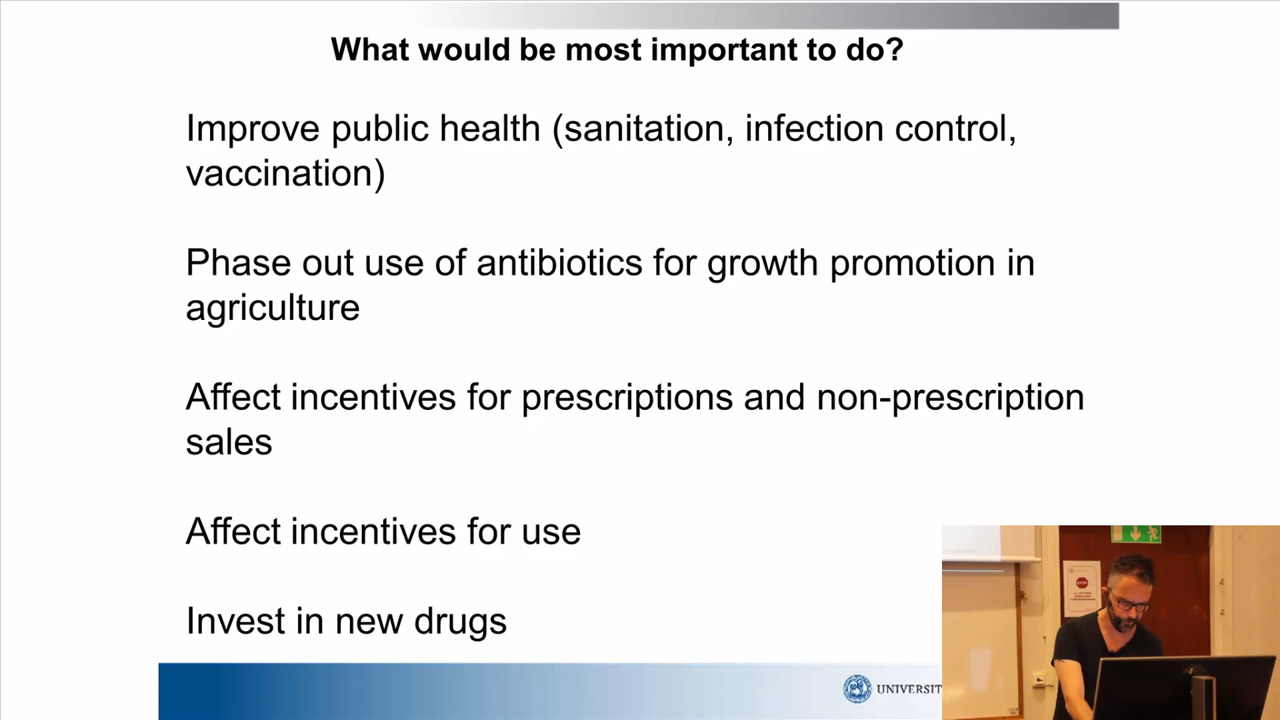 What would be most important to do?
Improve public health (sanitation, infection control,
vaccination)
Phase out use of antibiotics for growth promotion in
agriculture
Affect incentives for prescriptions and non-prescription
sales
Affect incentives for use
Invest in new drugs
STOP